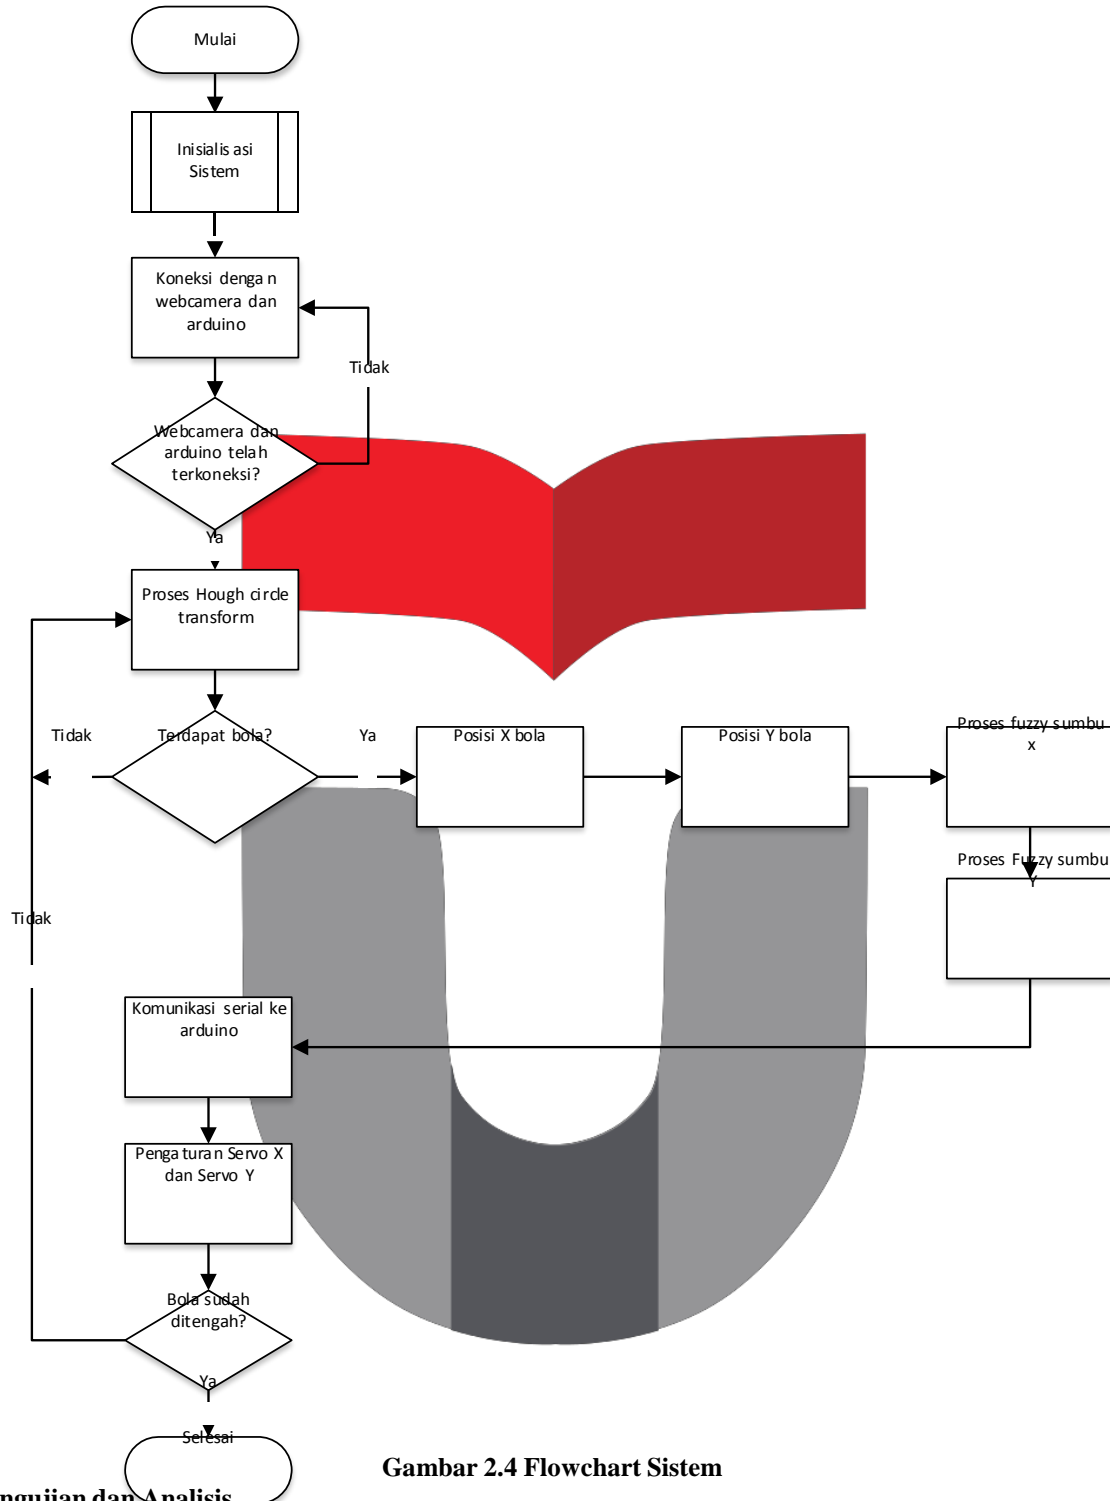 Mulai
Inisialisasi
Sistem
Koneksi dengan
webcamera dan
arduino
Tidak
Webcamera dan
arduino telah
terkoneksi?
Ya
Proses Hough circle
transform
Tidak
Terdapat bola?
Ya
Posisi X bola
Posisi Y bola
Proses fuzzy sumbu
x
Proses Fuzzy sumbu
Y
Tidak
Komunikasi serial ke
arduino
Pengaturan Servo X
dan Servo Y
Bola sudah
ditengah?
Ya
Selesai
Gambar 2.4 Flowchart Sistem
dan Analisis